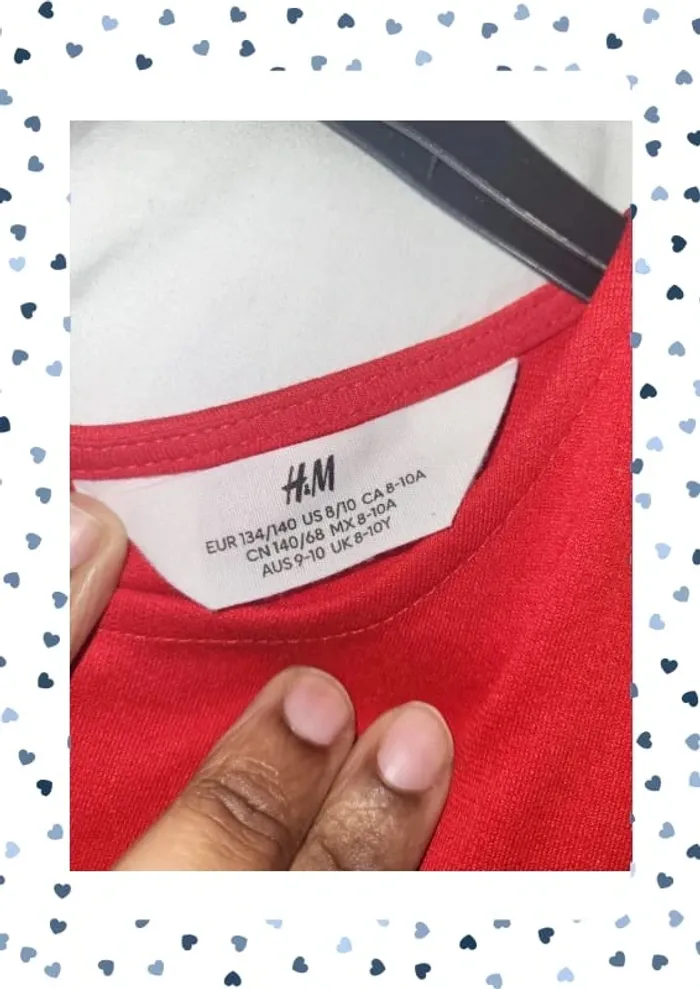 H&M
EUR 134/140 US 8/10 CA 8-10A
CN 140/68 MX 8-10A
AUS 9-10 UK 8-10Y